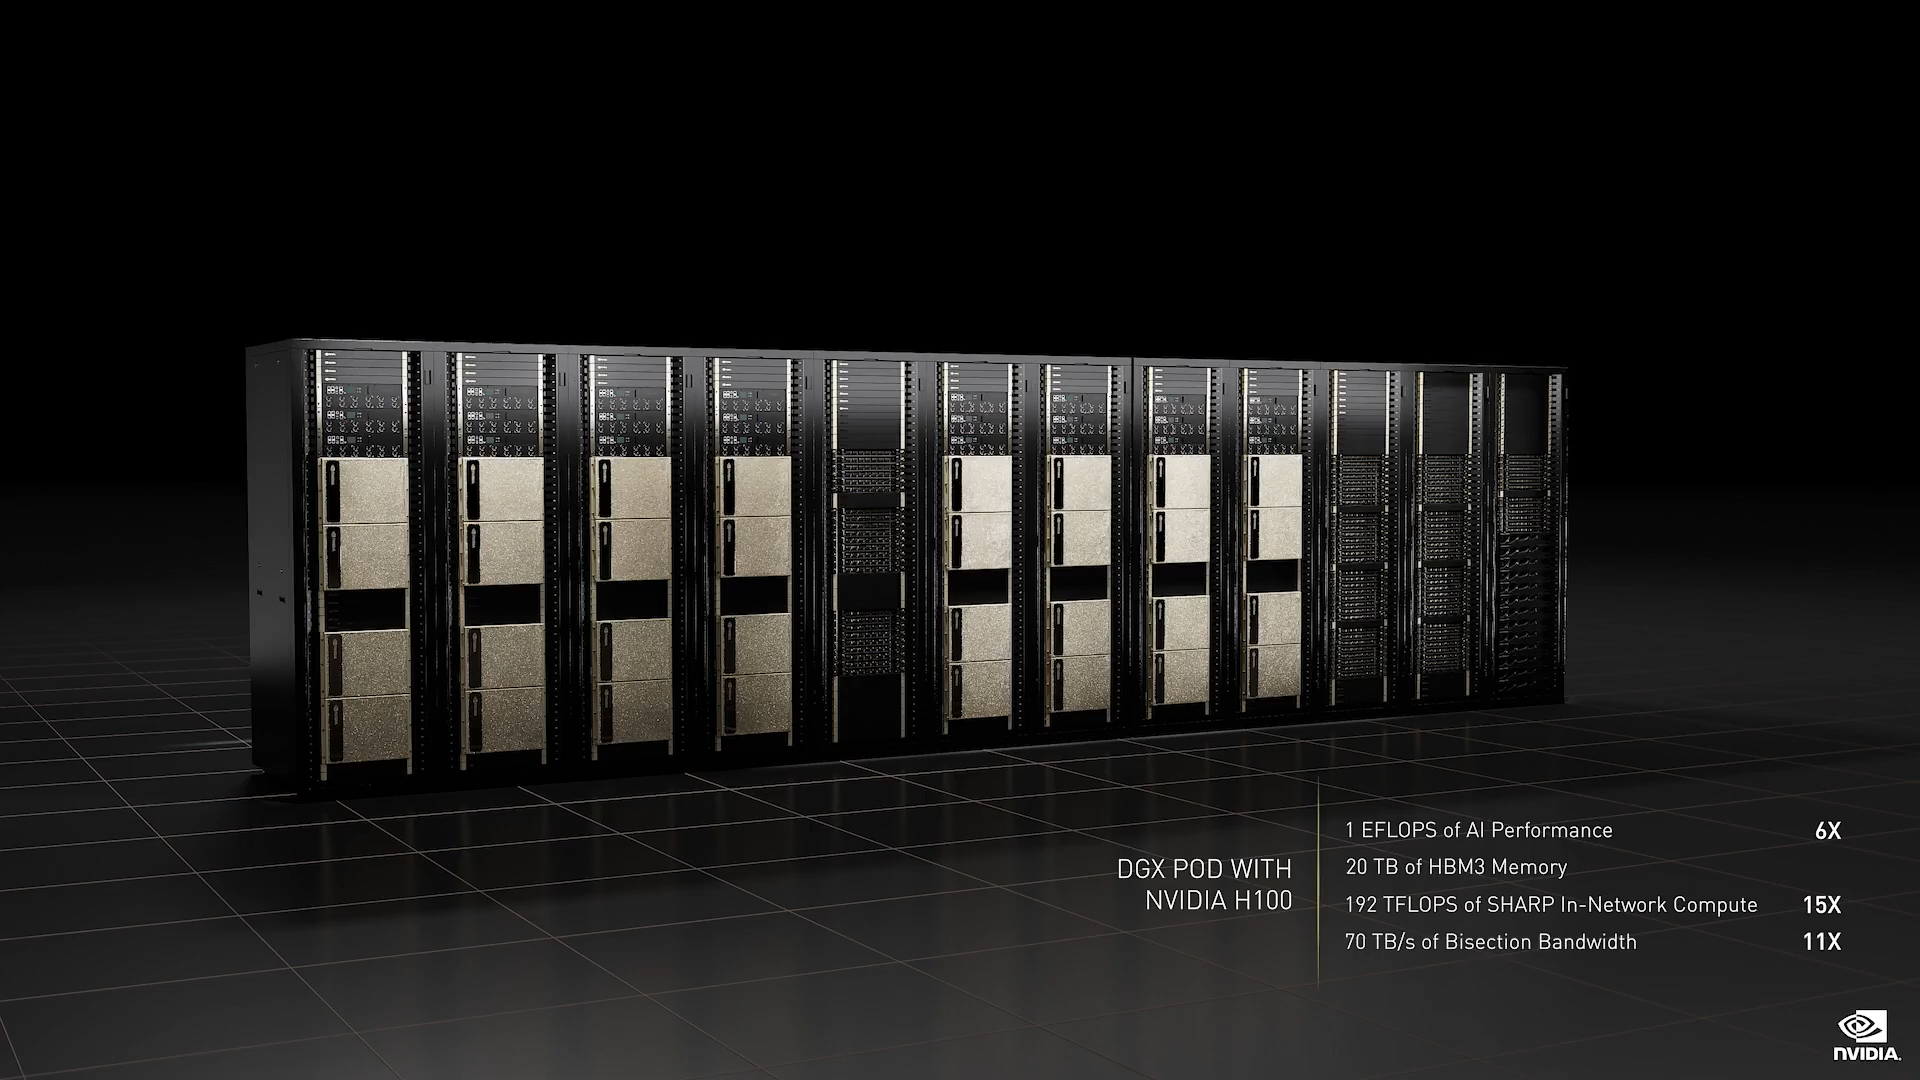 DGX POD WITH
NVIDIA H100
1 EFLOPS of AI Performance 6X
20 TB of HBM3 Memory
192 TFLOPS of SHARP In-Network Compute 15X
70 TB/s of Bisection Bandwidth 11X
NVIDIA.